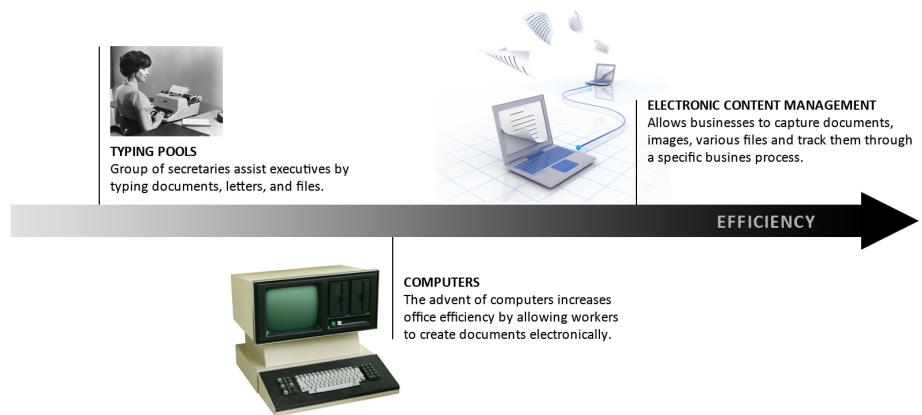 TYPING POOLS
Group of secretaries assist executives by
typing documents, letters, and files.
ELECTRONIC CONTENT MANAGEMENT
Allows businesses to capture documents,
images, various files and track them through
a specific busines process.
EFFICIENCY
COMPUTERS
The advent of computers increases
office efficiency by allowing workers
to create documents electronically.